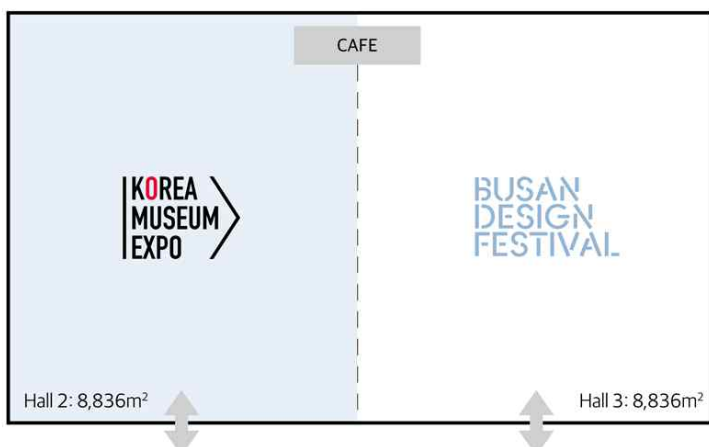 CAFE
KOREA
MUSEUM
EXPO
BUSAN
DESIGN
FESTIVAL
Hall 2: 8,836m²
Hall 3: 8,836m²